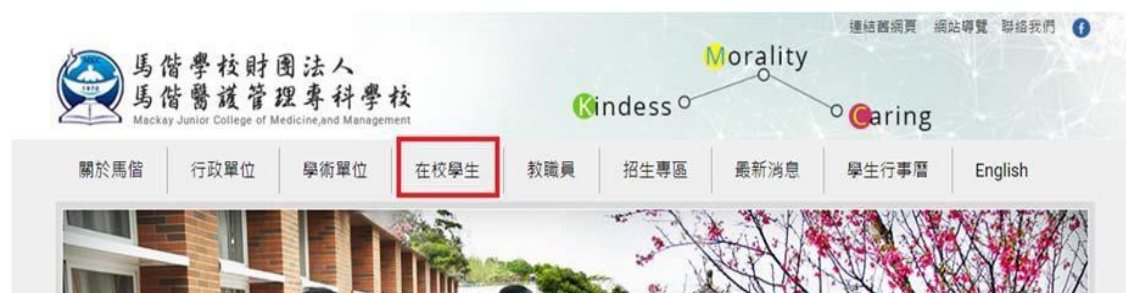 連結舊網頁 網站導覽 聯絡我們 f
Morality
馬偕學校財團法人
馬偕醫護管理專科學校
Mackay Junior College of Medicine,and Management
MKC
1970
Kindess
Caring
關於馬偕 行政單位 學術單位 在校學生 教職員 招生專區 最新消息 學生行事曆 English